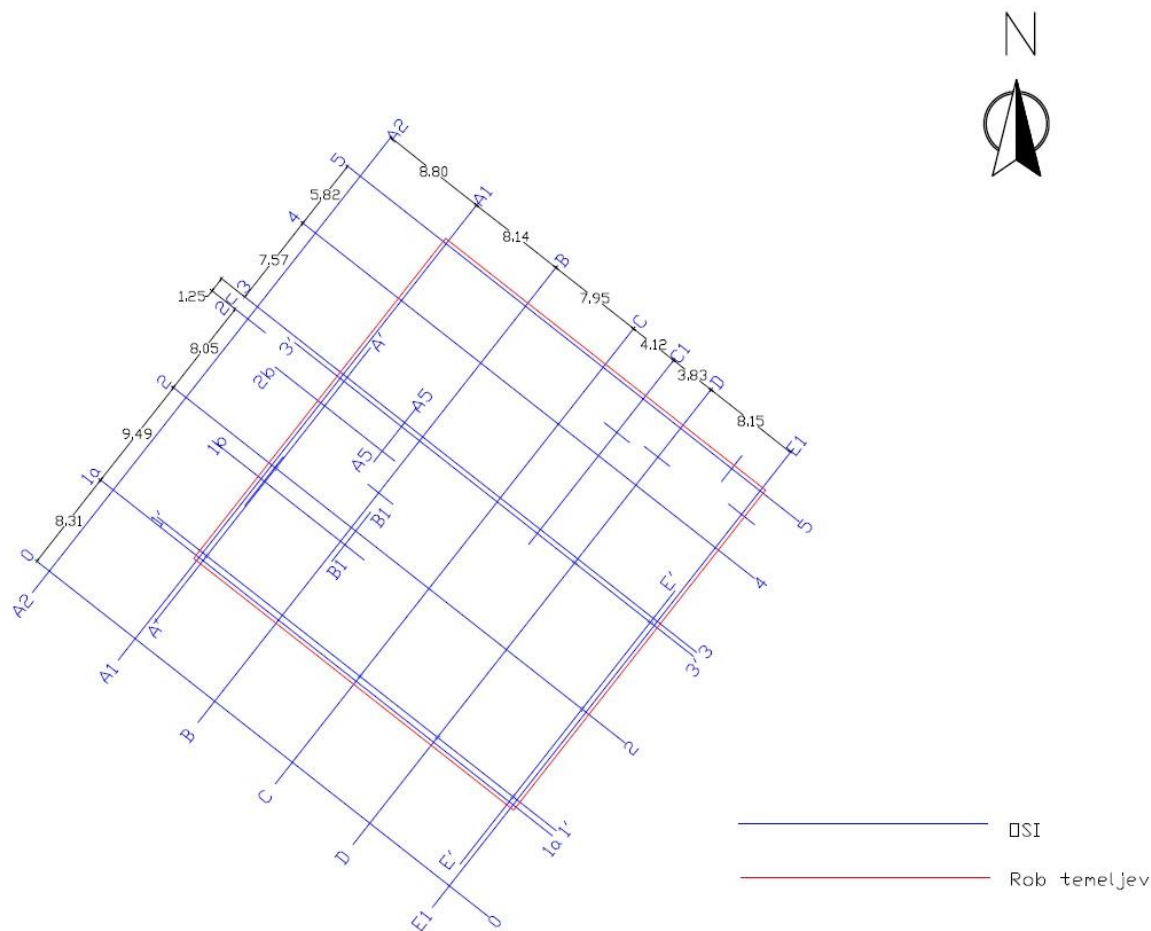 N
A2
8.80
5
A1
5.82
8.14
4
B
7.57
7.95
3
C
1.25
2c
4.12
C1
3'
A'
3.83
D
8.05
2b
8.15
2
A5
E1
9.49
1b
A5
1a
B1
5
8.31
1'
B1
4
0
E'
A2
A'
3
3'
A1
2
B
C
1'
1a
OSI
D
E'
Rob temeljev
E1
0